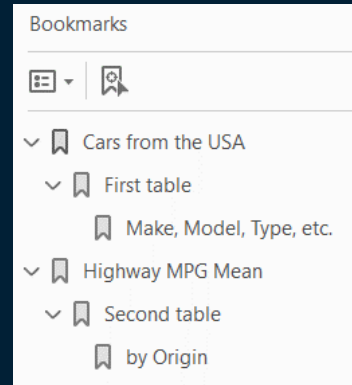 Bookmarks
Cars from the USA
First table
Make, Model, Type, etc.
Highway MPG Mean
Second table
by Origin